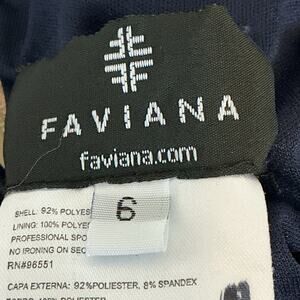 FAVIANA
faviana.com
6
SHELL: 92% POLYES
LINING: 100% POLYE
PROFESSIONAL SPO
NO IRONING ON SEC
RN#96551
CAPA EXTERNA: 92%POLIESTER, 8% SPANDEX